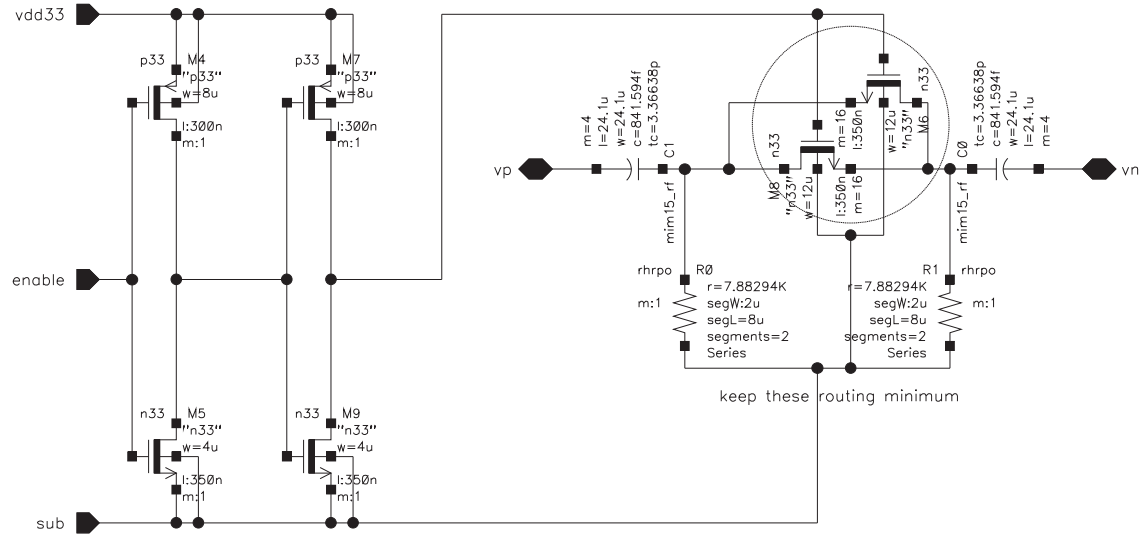 vdd33
p33 M4
"p33"
w=8u
l:300n
m:1
p33 M7
"p33"
w=8u
l:300n
m:1
enable
n33 M5
"n33"
w=4u
l:350n
m:1
n33 M9
"n33"
w=4u
l:350n
m:1
sub
vp
m=4
l=24.1u
w=24.1u
c=841.594f
tc=3.36638p
C1
mim15_rf
n33
M8
"n33"
w=12u
l:350n
m=16
m=16
l:350n
w=12u
"n33"
M6
n33
C0
mim15_rf
tc=3.36638p
c=841.594f
w=24.1u
l=24.1u
m=4
vn
rhrpo R0
m:1
r=7.88294K
segW:2u
segL=8u
segments=2
Series
R1 rhrpo
m:1
r=7.88294K
segW:2u
segL=8u
segments=2
Series
keep these routing minimum